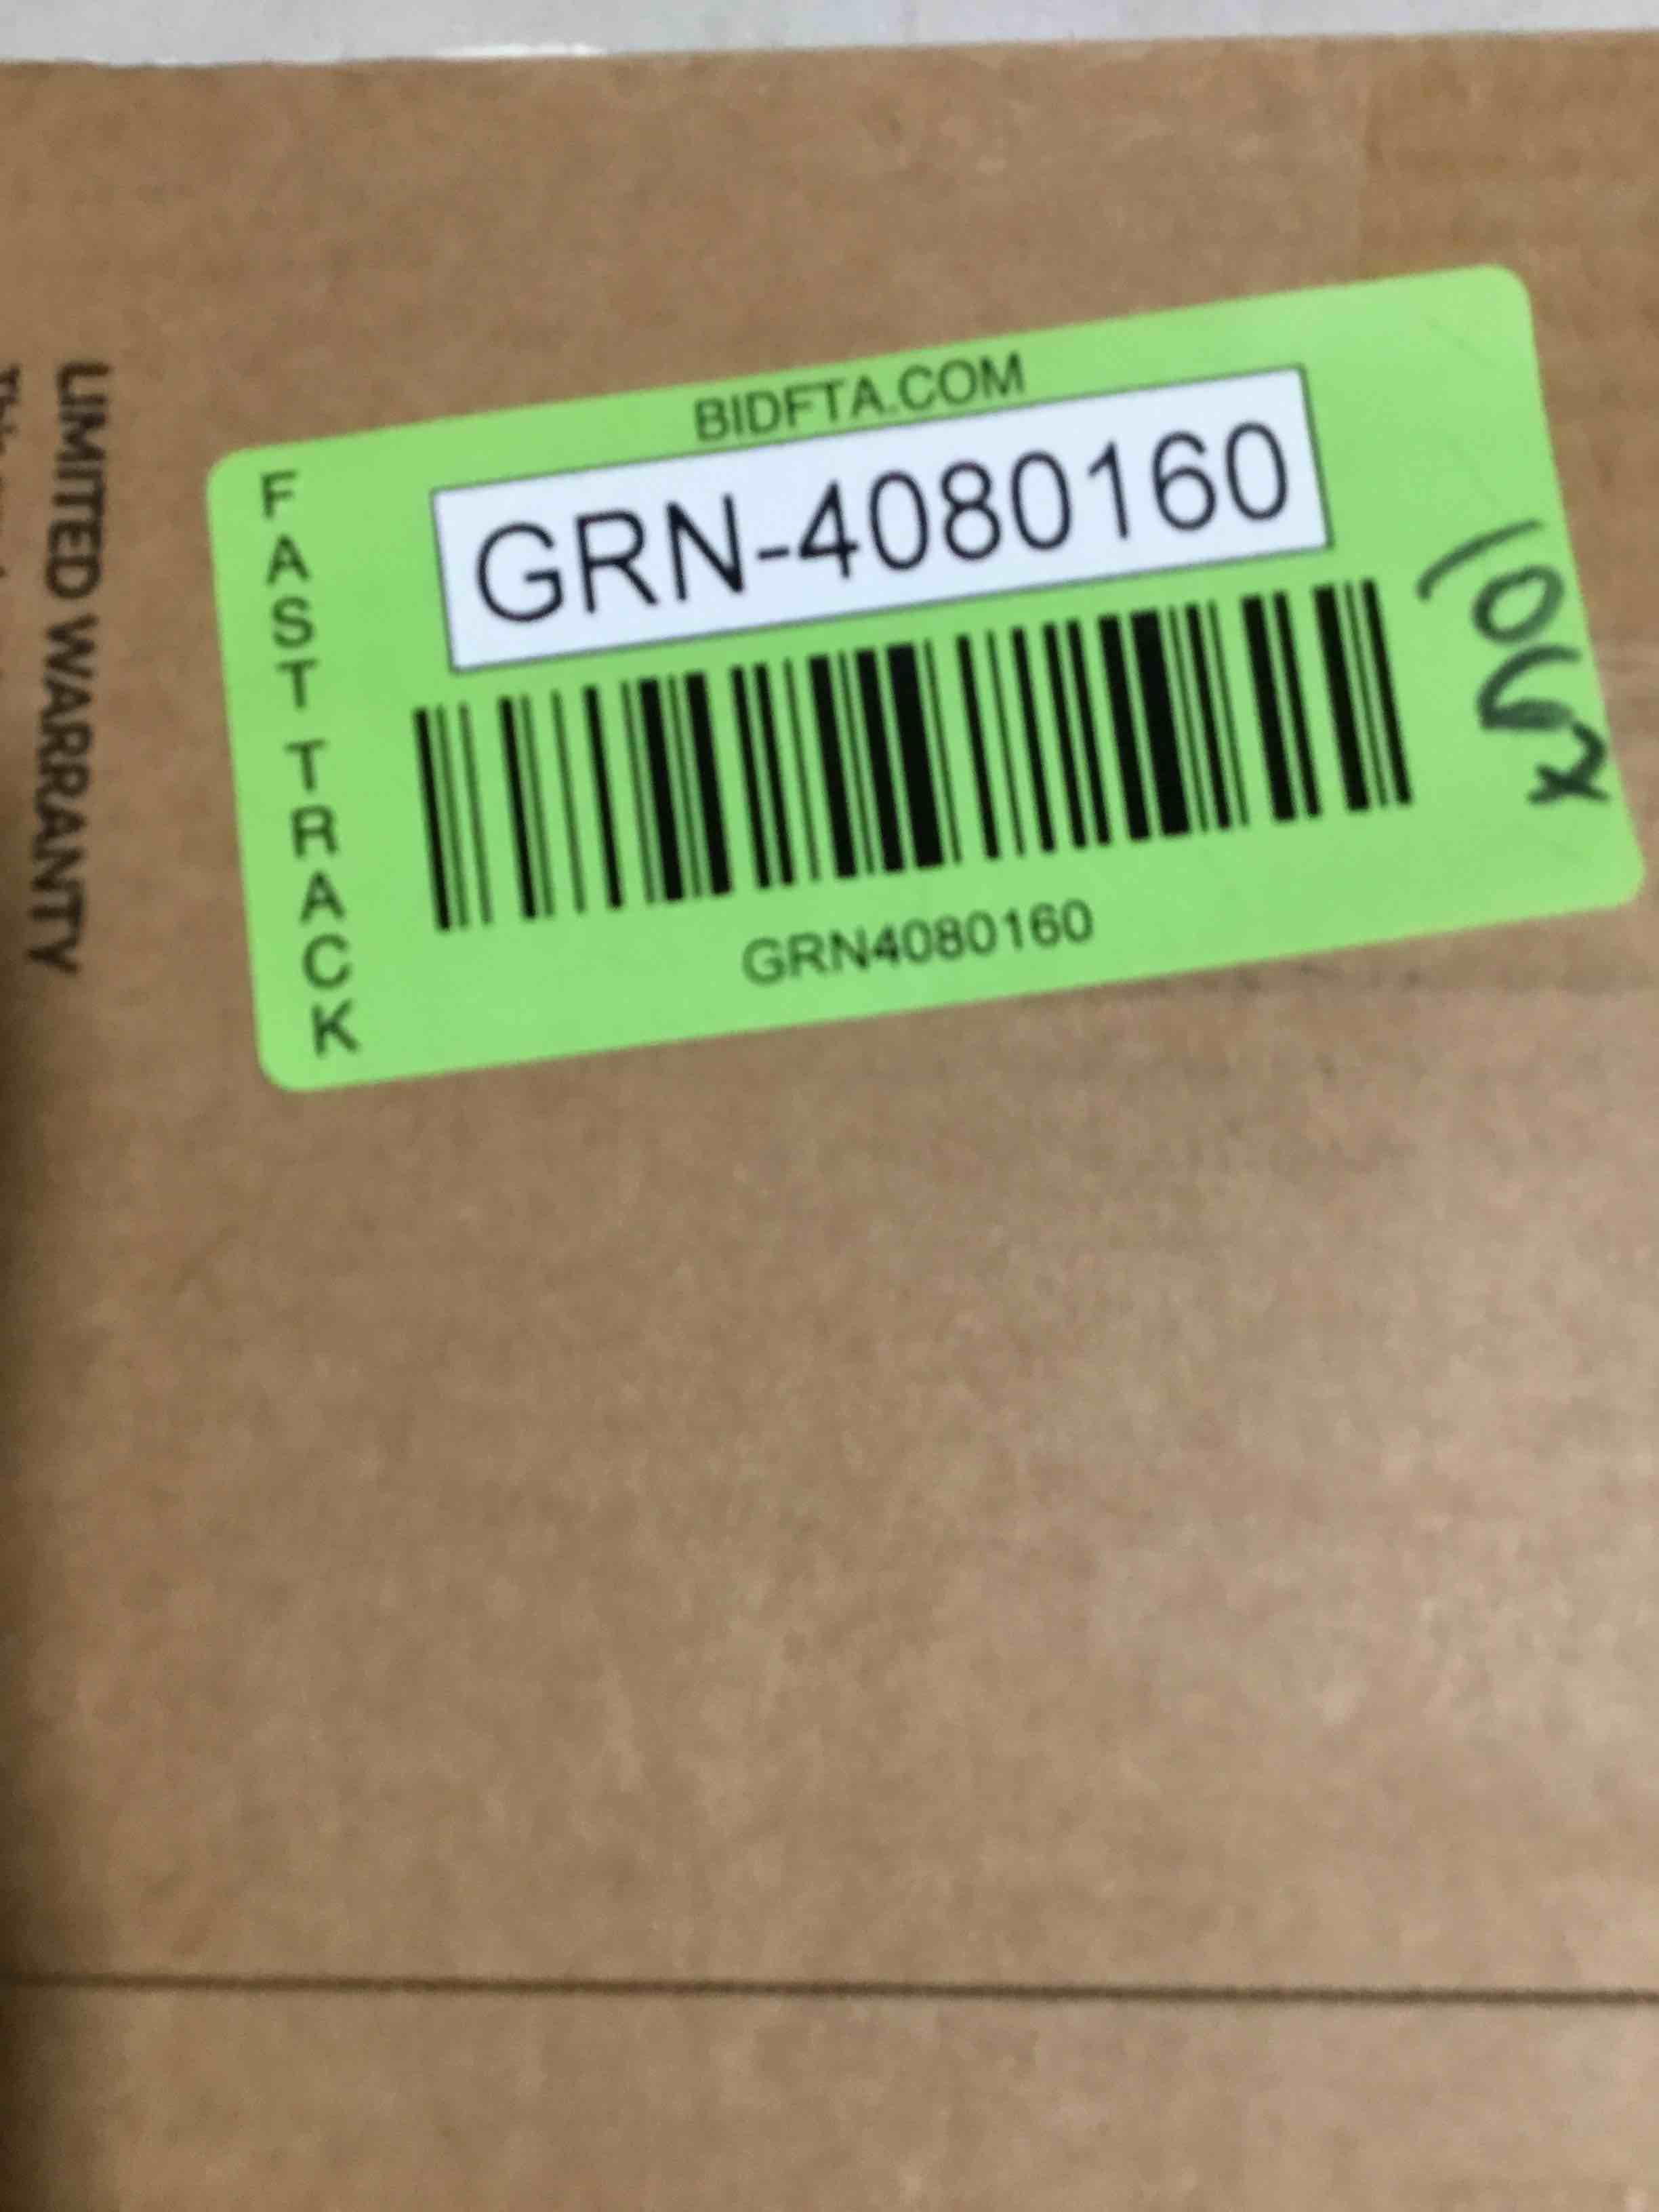 BIDFTA.COM
GRN-4080160
GRN4080160
FAST TRACK
LIMITED WARRANTY